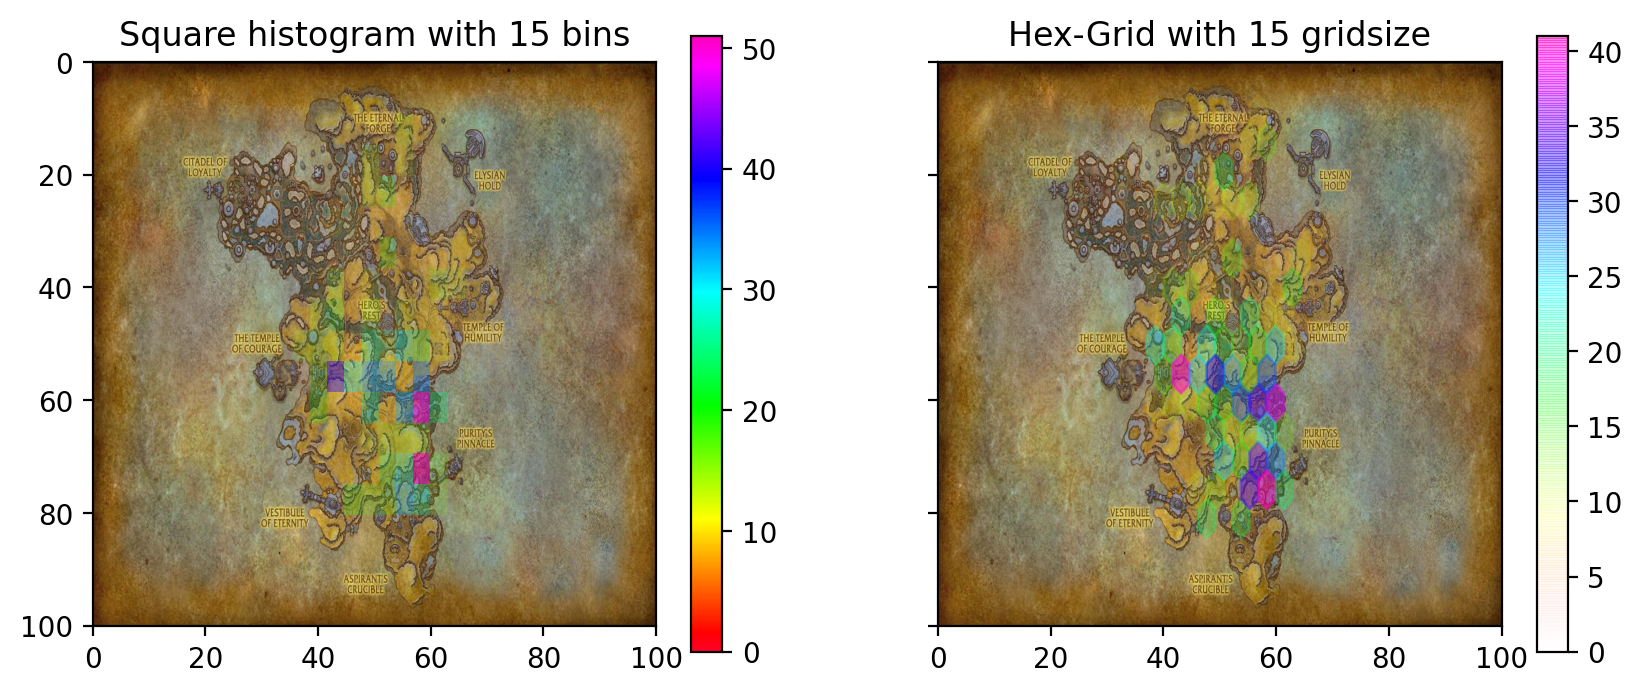 Square histogram with 15 bins
0
20
40
60
80
100
0
20
40
60
80
100
THE ETERNAL
FORGE
CITADEL OF
LOYALTY
ELYSIAN
HOLD
HERO'S
REST
THE TEMPLE
OF COURAGE
TEMPLE OF
HUMILITY
PURITY'S
PINNACLE
VESTIBULE
OF ETERNITY
ASPIRANT'S
CRUCIBLE
50
40
30
20
10
0
Hex-Grid with 15 gridsize
THE ETERNAL
FORGE
CITADEL OF
LOYALTY
ELYSIAN
HOLD
HERO'S
REST
THE TEMPLE
OF COURAGE
TEMPLE OF
HUMILITY
PURITY'S
PINNACLE
VESTIBULE
OF ETERNITY
ASPIRANT'S
CRUCIBLE
0
20
40
60
80
100
40
35
30
25
20
15
10
5
0